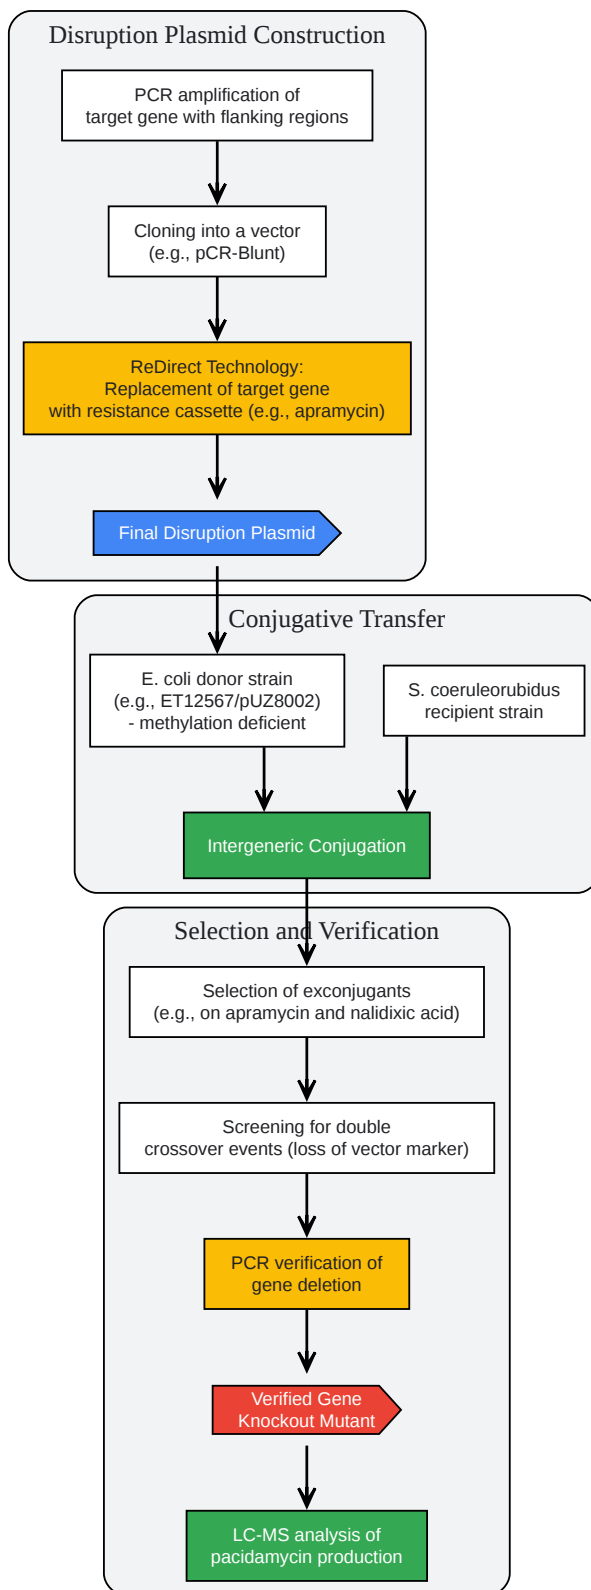 Disruption Plasmid Construction
PCR amplification of
target gene with flanking regions
Cloning into a vector
(e.g., pCR-Blunt)
ReDirect Technology:
Replacement of target gene
with resistance cassette (e.g., apramycin)
Final Disruption Plasmid
Conjugative Transfer
E. coli donor strain
(e.g., ET12567/pUZ8002)
- methylation deficient
S. coeruleorubidus
recipient strain
Intergeneric Conjugation
Selection and Verification
Selection of exconjugants
(e.g., on apramycin and nalidixic acid)
Screening for double
crossover events (loss of vector marker)
PCR verification of
gene deletion
Verified Gene
Knockout Mutant
LC-MS analysis of
pacidamycin production